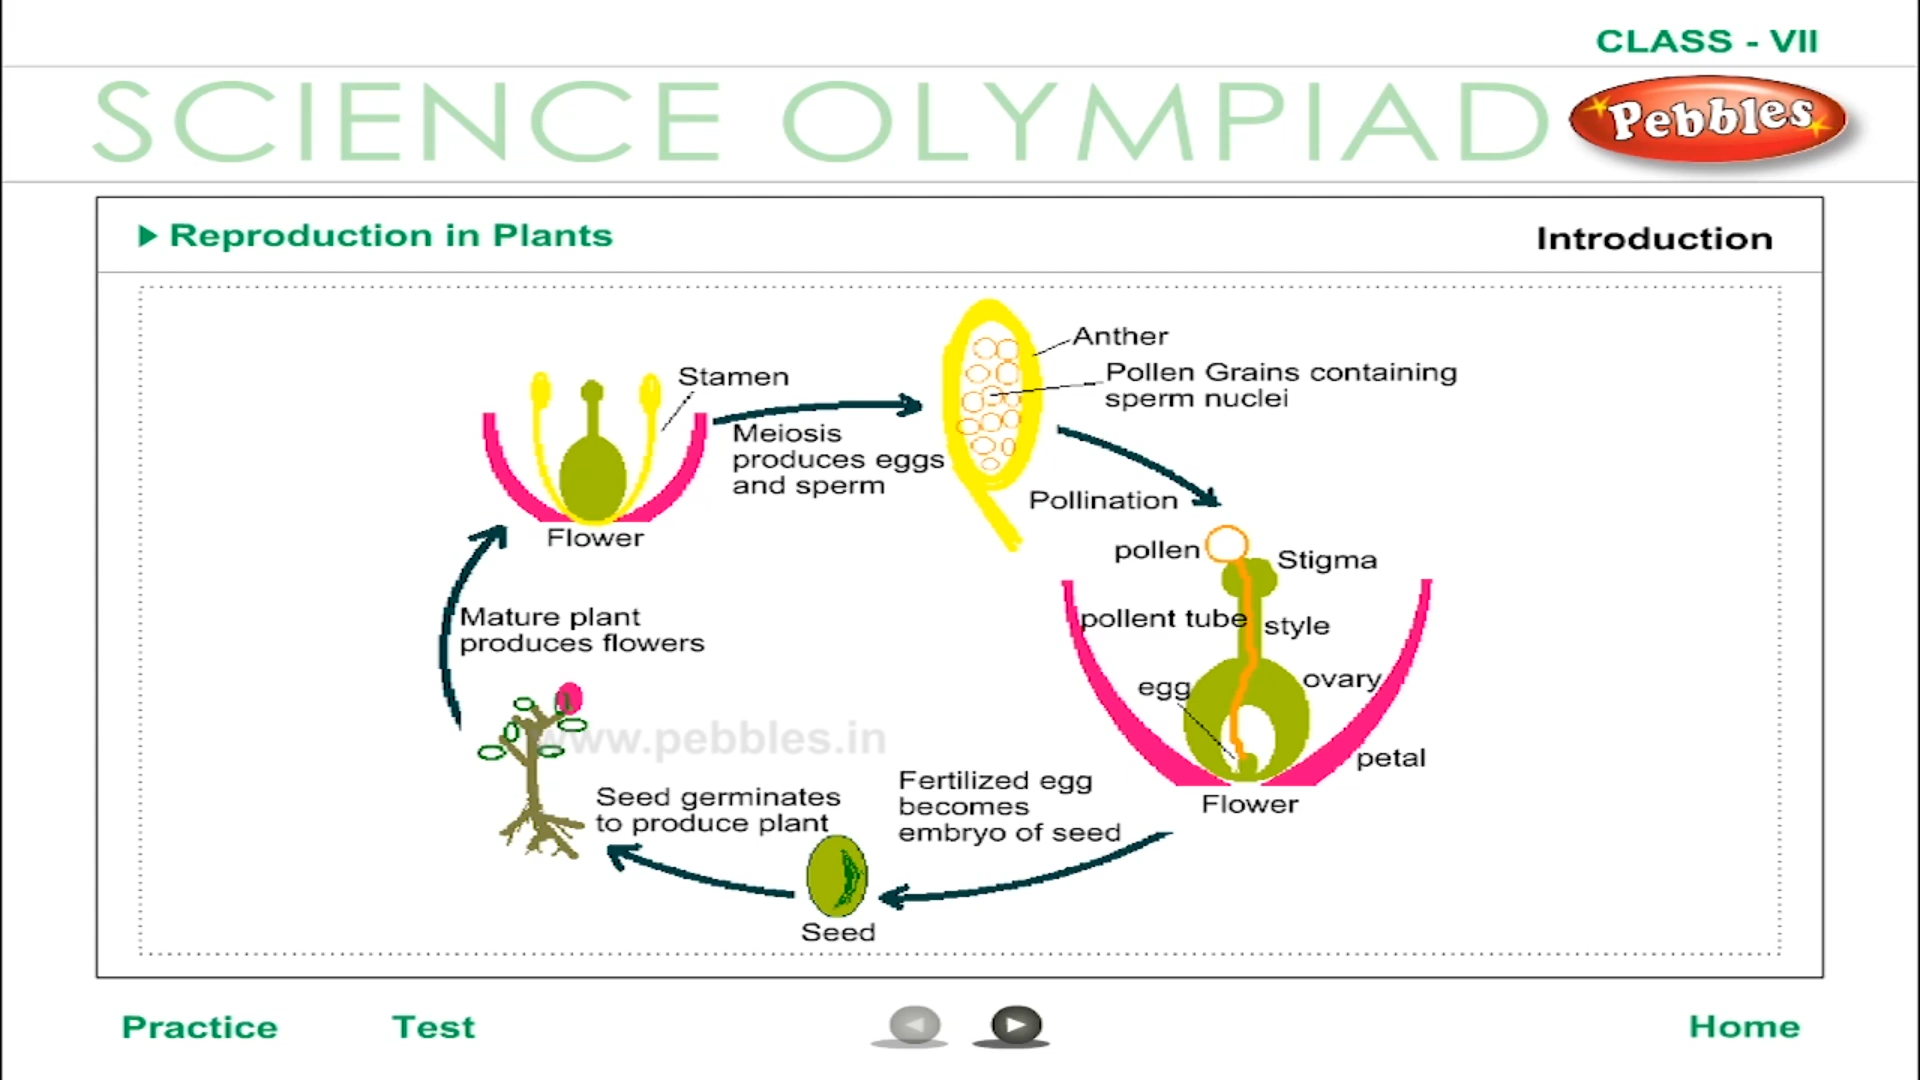 CLASS - VII
SCIENCE OLYMPIAD
Pebbles
Reproduction in Plants
Introduction
Anther
Pollen Grains containing
sperm nuclei
Stamen
Meiosis
produces eggs
and sperm
Flower
Pollination
pollen
Stigma
pollent tube
style
egg
ovary
petal
Flower
Mature plant
produces flowers
www.pebbles.in
Seed germinates
to produce plant
Fertilized egg
becomes
embryo of seed
Seed
Practice
Test
Home